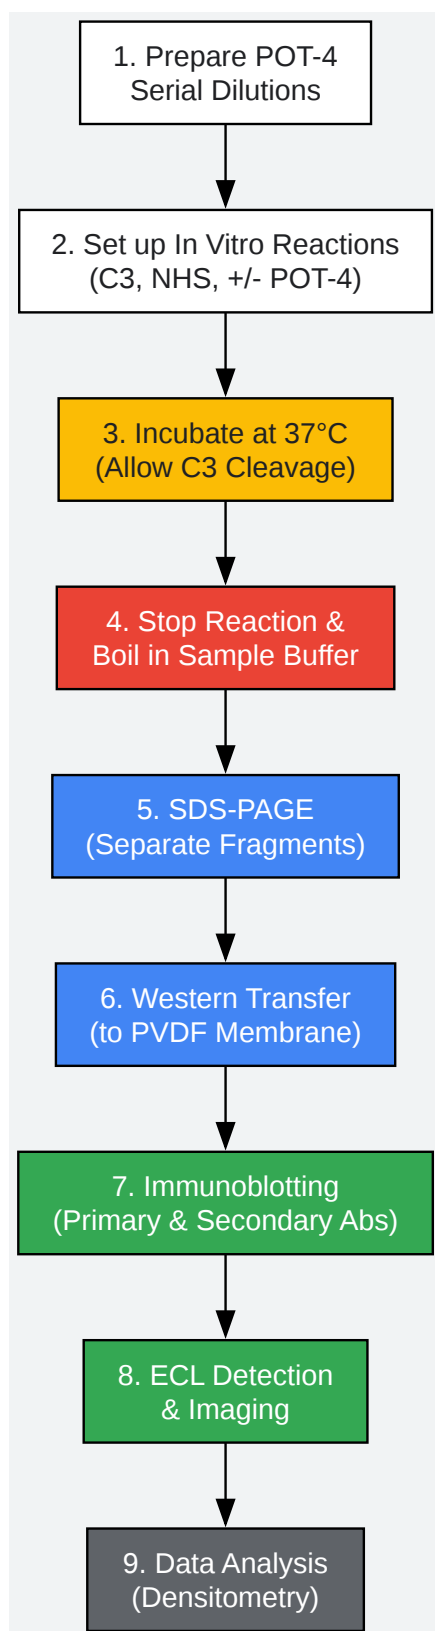 1. Prepare POT-4
Serial Dilutions
2. Set up In Vitro Reactions
(C3, NHS, +/- POT-4)
3. Incubate at 37°C
(Allow C3 Cleavage)
4. Stop Reaction &
Boil in Sample Buffer
5. SDS-PAGE
(Separate Fragments)
6. Western Transfer
(to PVDF Membrane)
7. Immunoblotting
(Primary & Secondary Abs)
8. ECL Detection
& Imaging
9. Data Analysis
(Densitometry)